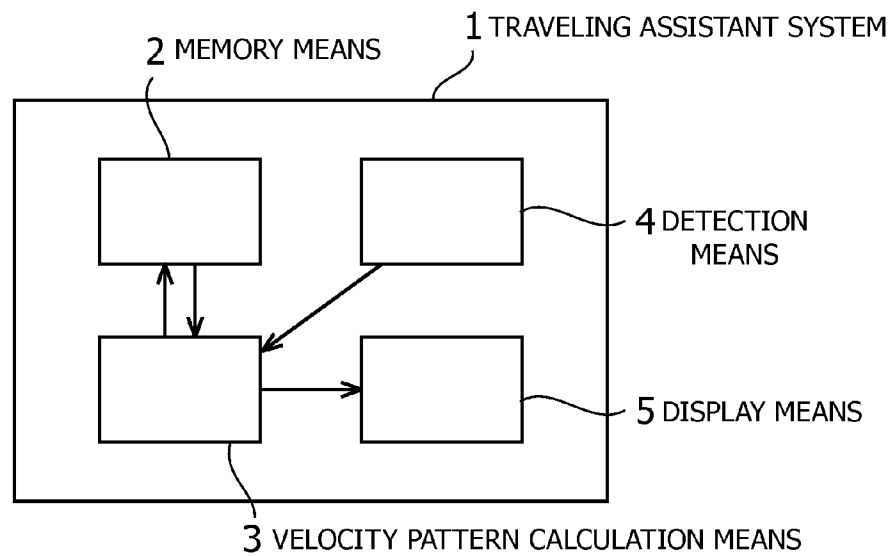 1 TRAVELING ASSISTANT SYSTEM
2 MEMORY MEANS
4 DETECTION
MEANS
5 DISPLAY MEANS
3 VELOCITY PATTERN CALCULATION MEANS